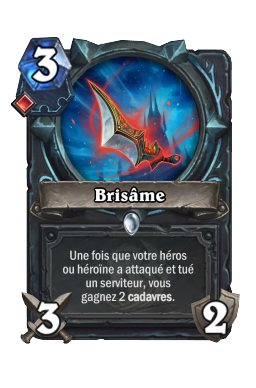 3
Brisâme
Une fois que votre héros
ou héroïne a attaqué et tué
un serviteur, vous
gagnez 2 cadavres.
3
2